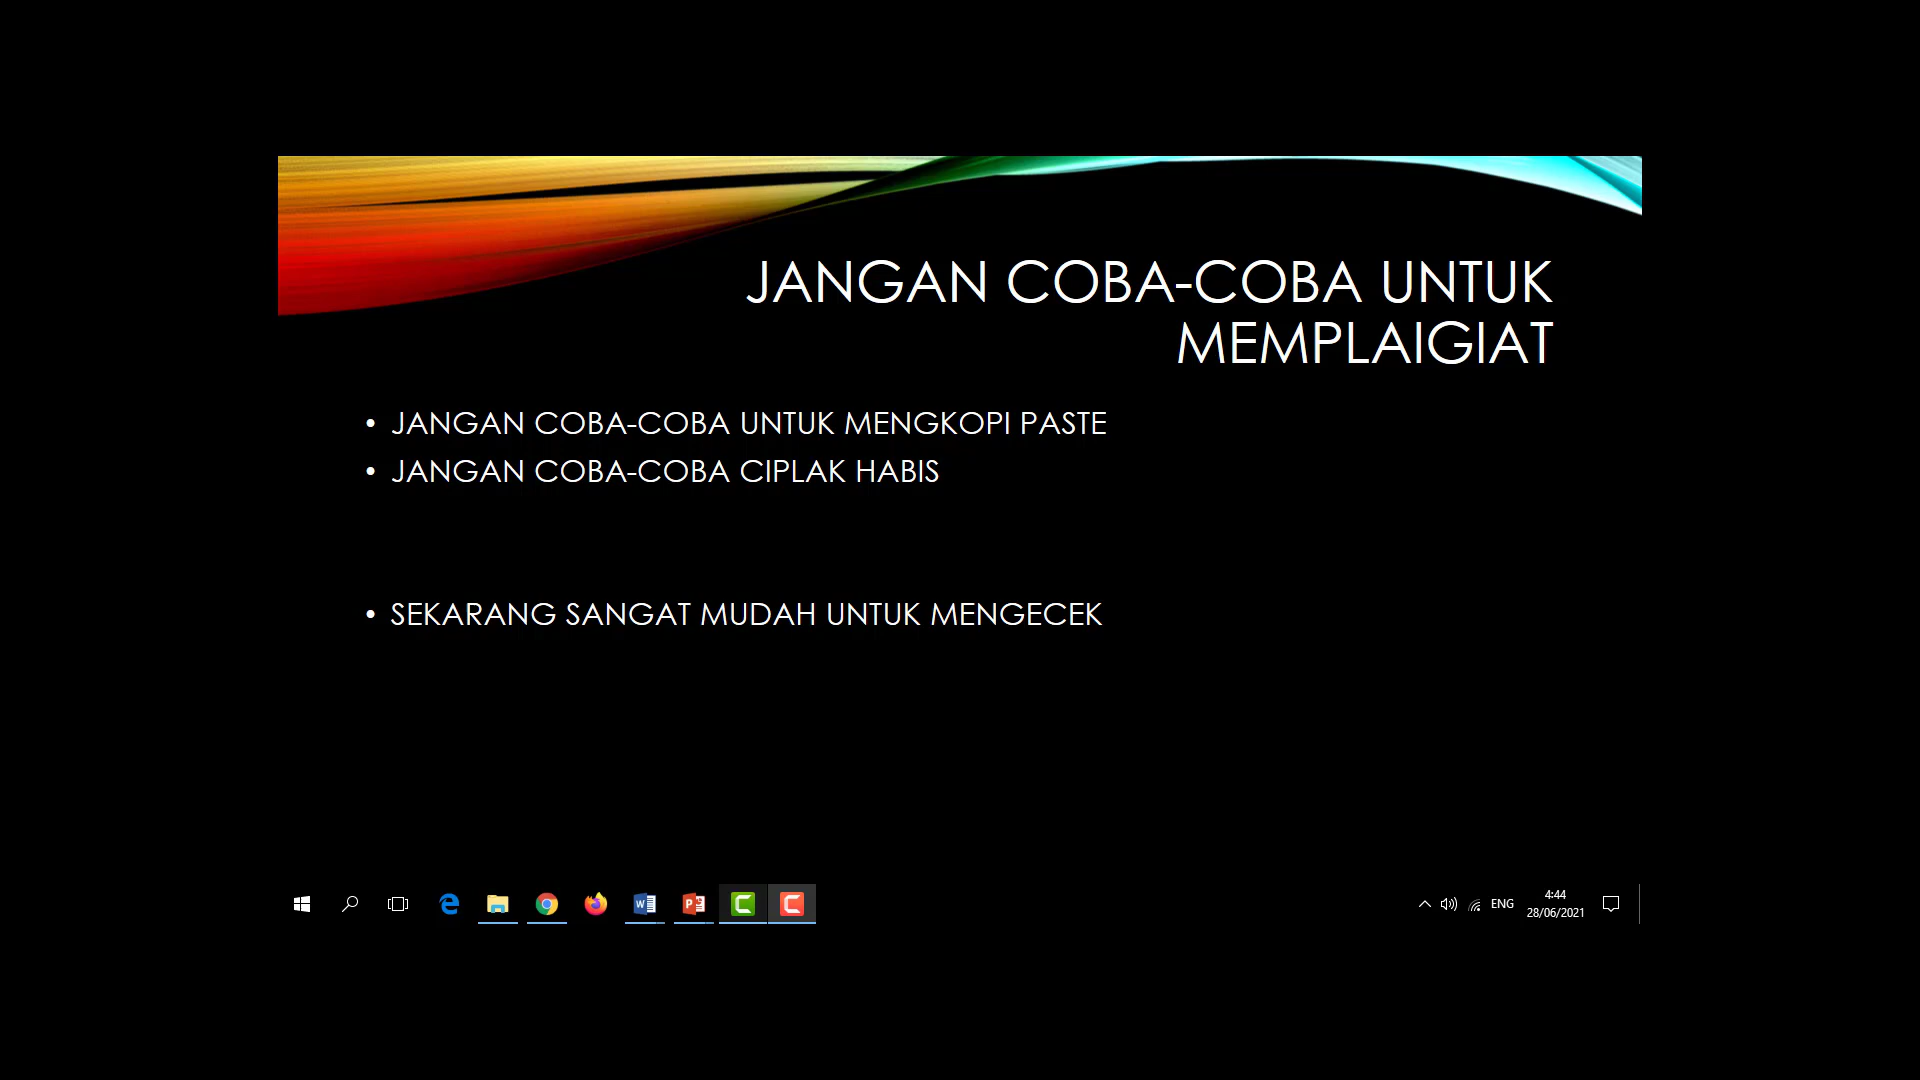 JANGAN COBA-COBA UNTUK
MEMPLAIGIAT
• JANGAN COBA-COBA UNTUK MENGKOPI PASTE
• JANGAN COBA-COBA CIPLAK HABIS
• SEKARANG SANGAT MUDAH UNTUK MENGECEK
ENG
4:44
28/06/2021